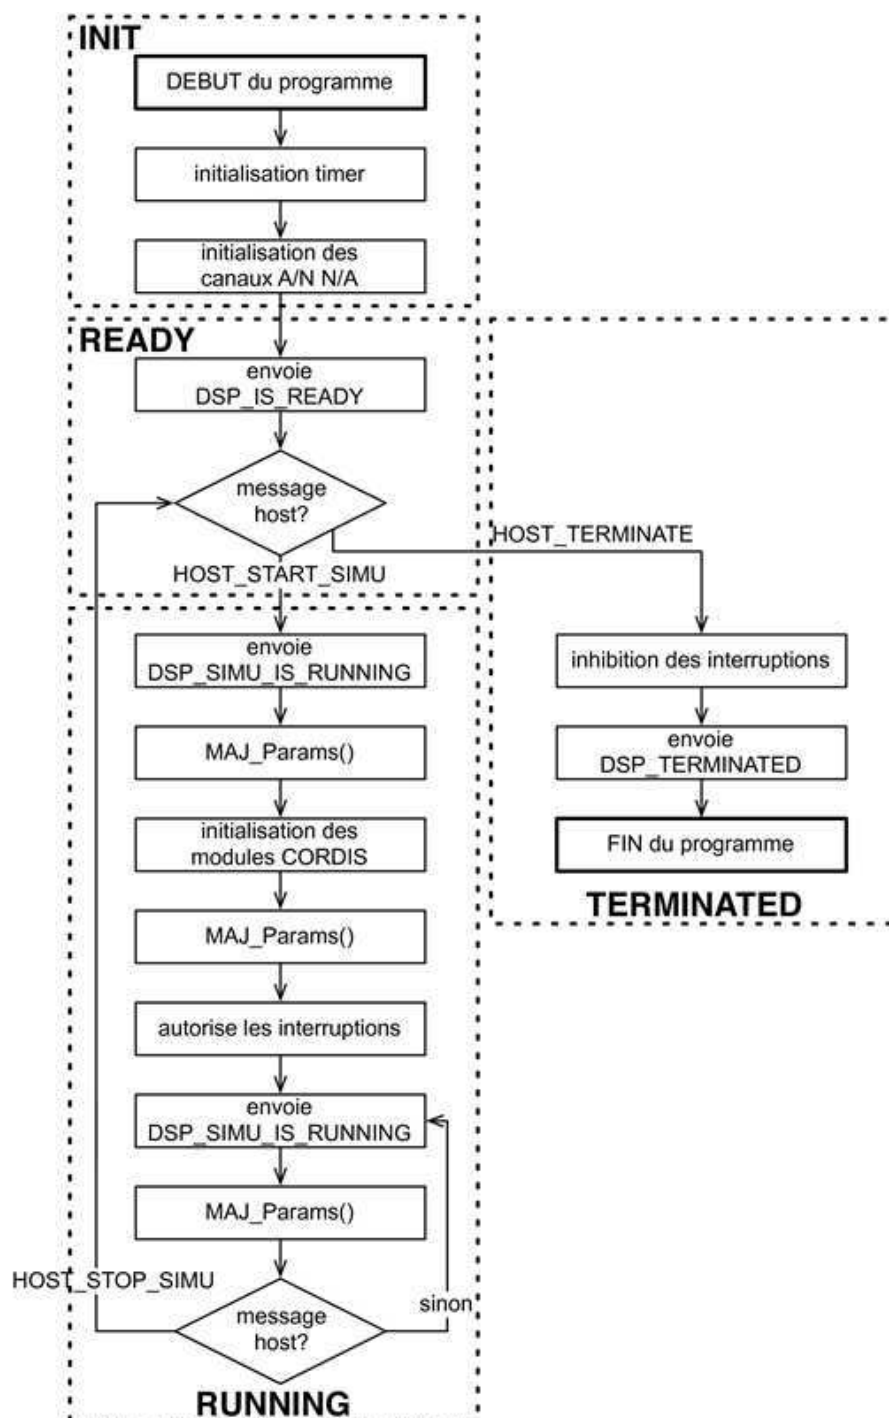 INIT
DEBUT du programme
initialisation timer
initialisation des
canaux A/N N/A
READY
envoie
DSP_IS_READY
message
host?
HOST_TERMINATE
HOST_START_SIMU
envoie
DSP_SIMU_IS_RUNNING
MAJ_Params()
initialisation des
modules CORDIS
MAJ_Params()
autorise les interruptions
envoie
DSP_SIMU_IS_RUNNING
MAJ_Params()
HOST_STOP_SIMU
message
host?
sinon
RUNNING
inhibition des interruptions
envoie
DSP_TERMINATED
FIN du programme
TERMINATED